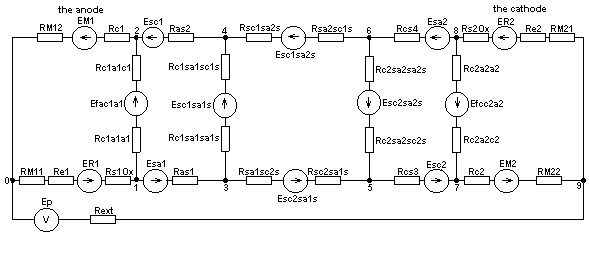 the anode the cathode
RM12 EM1 Rc1 2 Esc1 Ras2 4 Rsc1sa2s Rsa2sc1s 6 Rcs4 Esa2 8 Rs2Ox ER2 Re2 RM21
Esc1sa2s
Rc1a1c1 Rc1sa1sc1s Rc2sa2sa2s Rc2a2a2
Efac1a1 Esc1sa1s Esc2sa2s Efcc2a2
Rc1a1a1 Rc1sa1sa1s Rc2sa2sc2s Rc2a2c2
RM11 Re1 ER1 Rs1Ox Esa1 Ras1 Rsa1sc2s Rsc2sa1s Rcs3 Esc2 Rc2 EM2 RM22
0 1 3 5 7 9
Esc2sa1s
Ep
V Rext